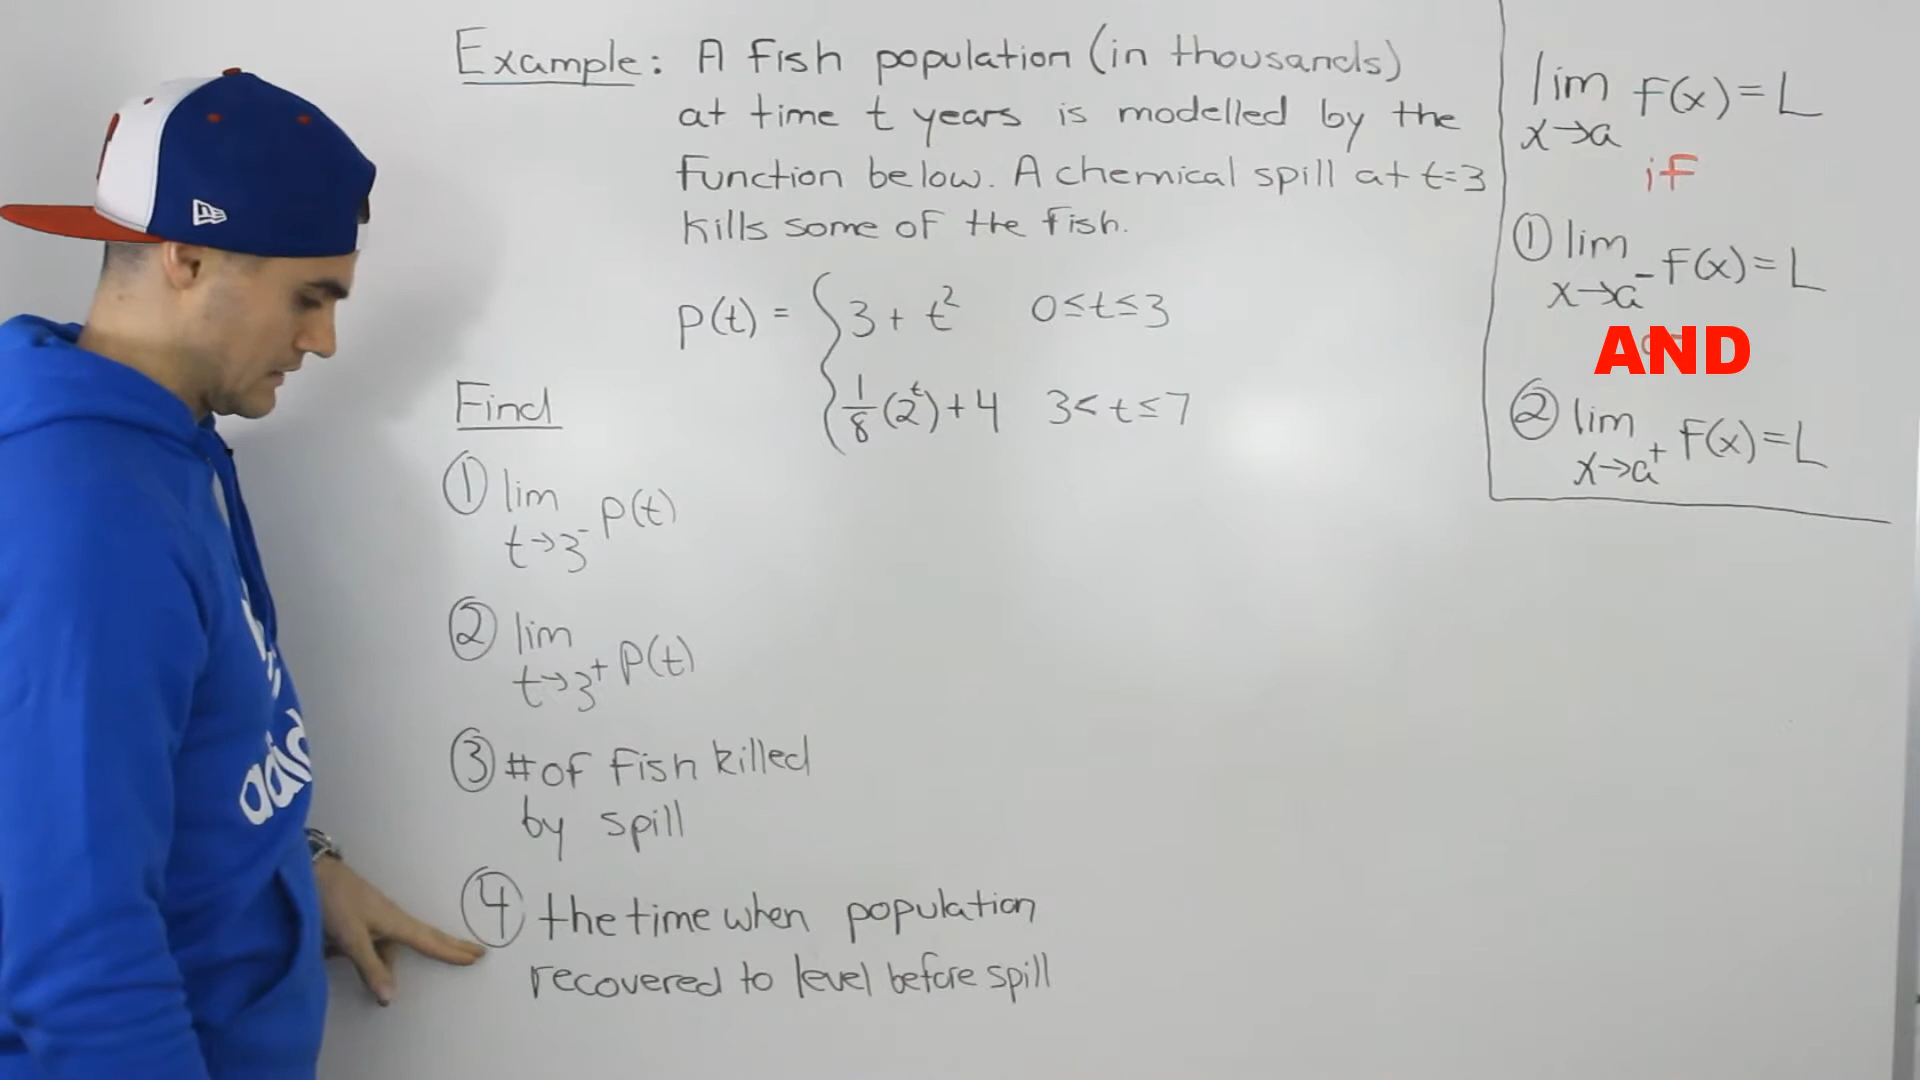 Example: A fish population (in thousands)
at time t years is modelled by the
function below. A chemical spill at t=3
kills some of the fish.
P(t) = { 3 + t² 0≤t≤3
1/8 (2^t) + 4 3<t≤7
Find
① lim P(t)
t→3⁻
② lim P(t)
t→3⁺
③ # of fish killed
by spill
④ the time when population
recovered to level before spill
lim f(x) = L
x→a
if
① lim f(x) = L
x→a⁻
AND
② lim f(x) = L
x→a⁺
adid